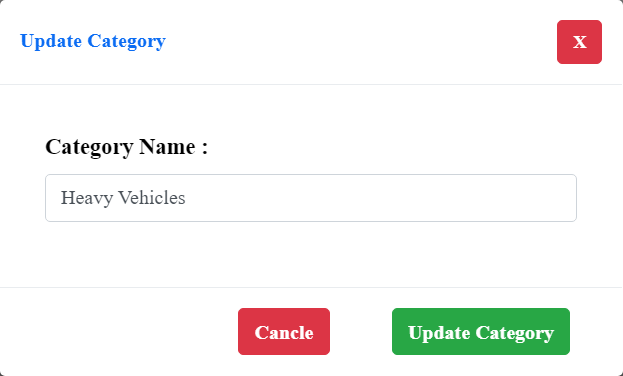 Update Category
X
Category Name :
Heavy Vehicles
Cancle
Update Category